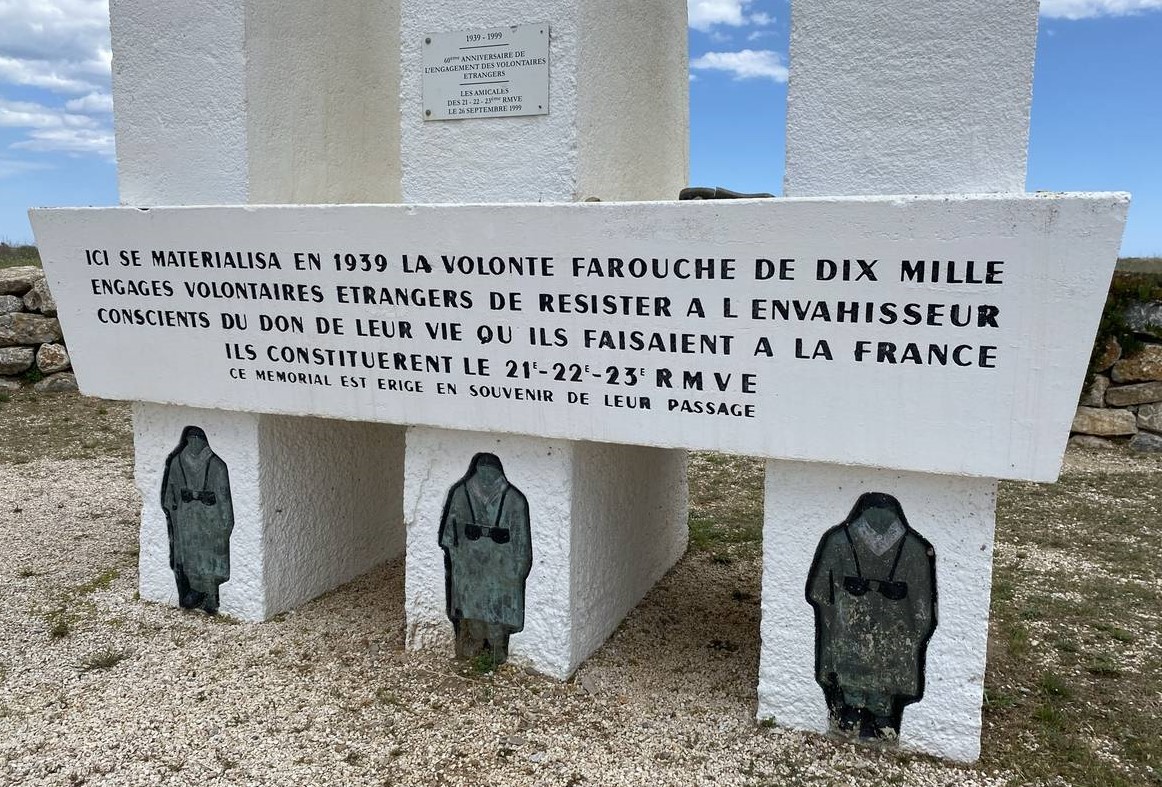 1939 - 1999
60ème ANNIVERSAIRE DE
L'ENGAGEMENT DES VOLONTAIRES
ETRANGERS
LES AMICALES
DES 21 - 22 - 23ème RMVE
LE 26 SEPTEMBRE 1999
ICI SE MATERIALISA EN 1939 LA VOLONTE FAROUCHE DE DIX MILLE
ENGAGES VOLONTAIRES ETRANGERS DE RESISTER A L ENVAHISSEUR
CONSCIENTS DU DON DE LEUR VIE QU ILS FAISAIENT A LA FRANCE
ILS CONSTITUERENT LE 21E-22E-23E RMVE
CE MEMORIAL EST ERIGE EN SOUVENIR DE LEUR PASSAGE